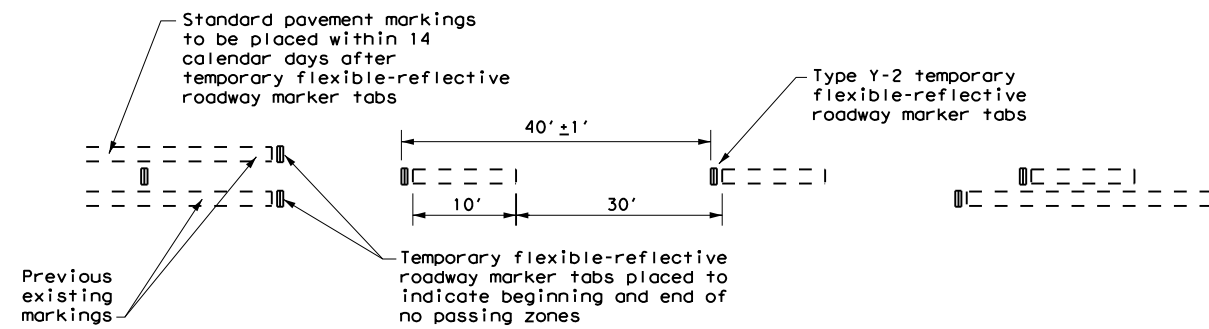 Standard pavement markings
to be placed within 14
calendar days after
temporary flexible-reflective
roadway marker tabs
Type Y-2 temporary
flexible-reflective
roadway marker tabs
40' ±1'
10'
30'
Previous
existing
markings
Temporary flexible-reflective
roadway marker tabs placed to
indicate beginning and end of
no passing zones